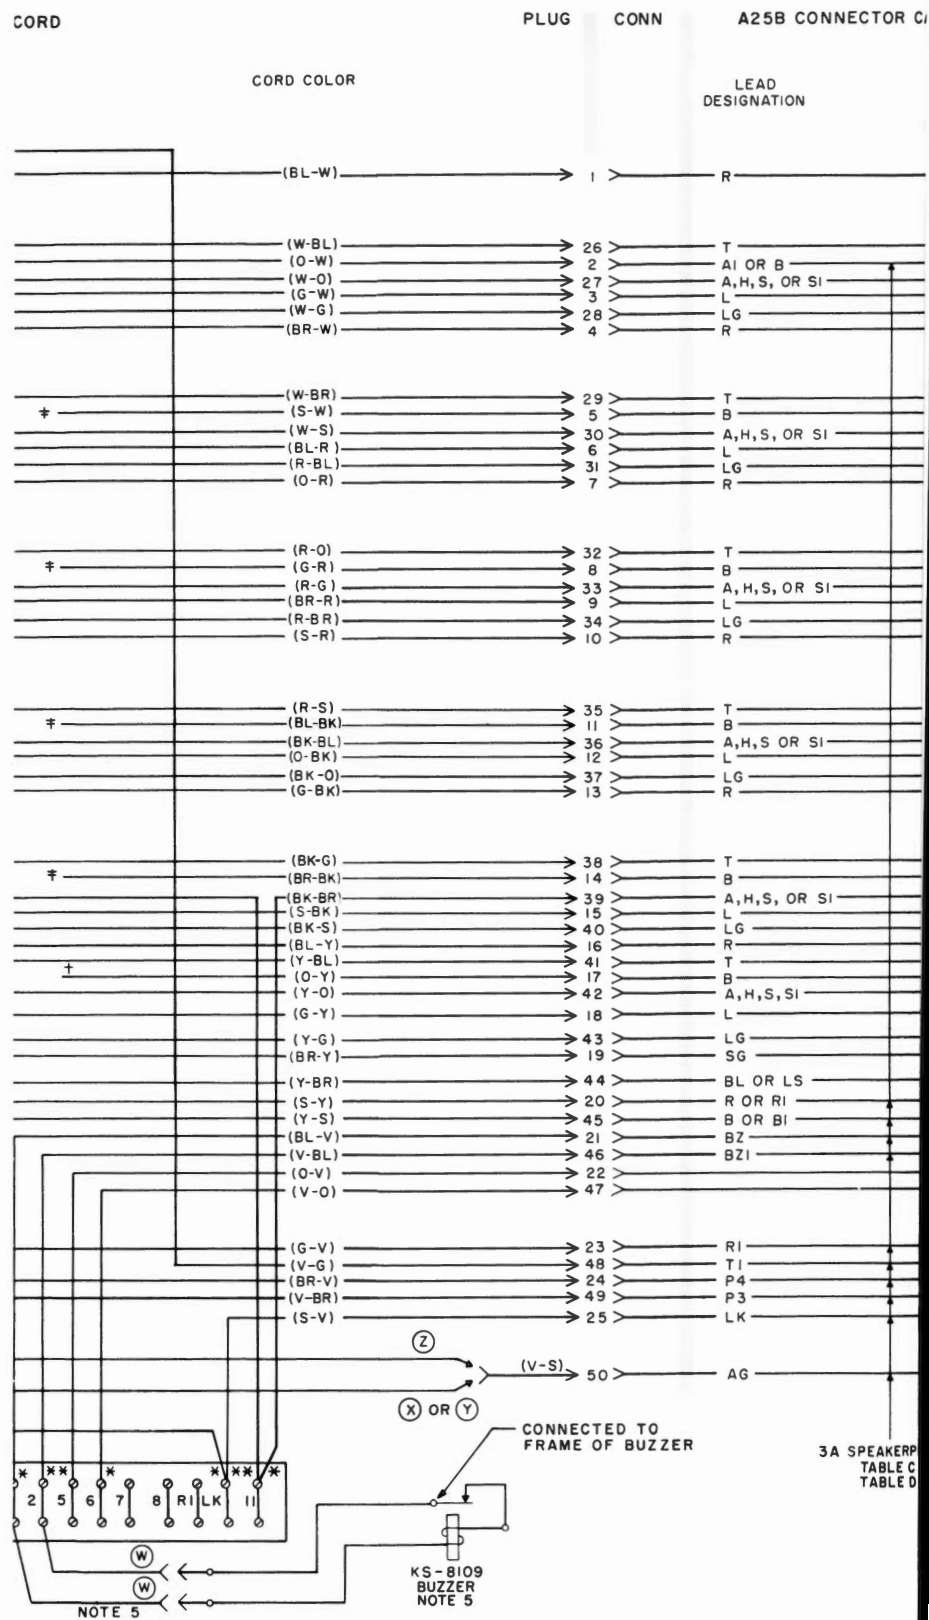 CORD PLUG CONN A25B CONNECTOR
CORD COLOR LEAD DESIGNATION
(BL-W) 1 R
(W-BL) 26 T
(O-W) 2 A1 OR B
(W-O) 27 A,H,S, OR S1
(G-W) 3 L
(W-G) 28 LG
(BR-W) 4 R
(W-BR) 29 T
‡ (S-W) 5 B
(W-S) 30 A,H,S, OR S1
(BL-R) 6 L
(R-BL) 31 LG
(O-R) 7 R
(R-O) 32 T
‡ (G-R) 8 B
(R-G) 33 A,H,S, OR S1
(BR-R) 9 L
(R-BR) 34 LG
(S-R) 10 R
(R-S) 35 T
‡ (BL-BK) 11 B
(BK-BL) 36 A,H,S OR S1
(O-BK) 12 L
(BK-O) 37 LG
(G-BK) 13 R
(BK-G) 38 T
‡ (BR-BK) 14 B
(BK-BR) 39 A,H,S, OR S1
(S-BK) 15 L
(BK-S) 40 LG
(BL-Y) 16 R
(Y-BL) 41 T
† (O-Y) 17 B
(Y-O) 42 A,H,S,S1
(G-Y) 18 L
(Y-G) 43 LG
(BR-Y) 19 SG
(Y-BR) 44 BL OR LS
(S-Y) 20 R OR R1
(Y-S) 45 B OR B1
(BL-V) 21 BZ
(V-BL) 46 BZ1
(O-V) 22
(V-O) 47
(G-V) 23 R1
(V-G) 48 T1
(BR-V) 24 P4
(V-BR) 49 P3
(S-V) 25 LK
Z
(V-S) 50 AG
X OR Y
CONNECTED TO
FRAME OF BUZZER
3A SPEAKERP
TABLE C
TABLE D
* ** * * ** *
2 5 6 7 8 R1 LK 11
W
W
NOTE 5
KS-8109
BUZZER
NOTE 5